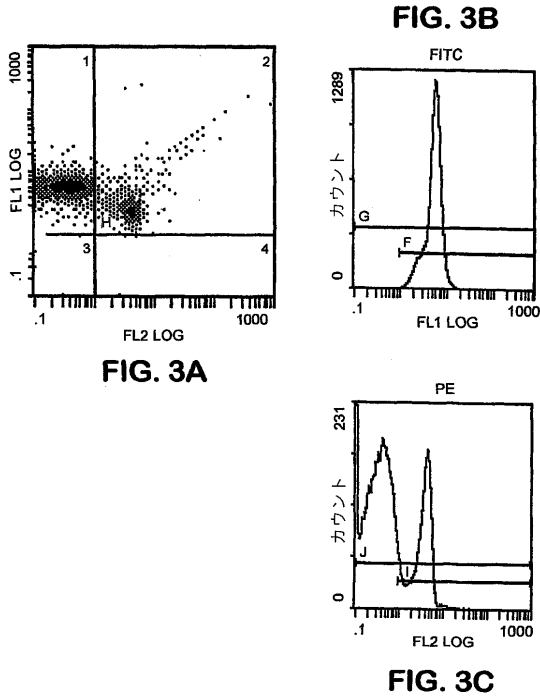 FIG. 3B
FITC
1289
カウント
0
G
F
.1
1000
FL1 LOG
1000
FL1 LOG
.1
1
2
H
3
4
.1
1000
FL2 LOG
FIG. 3A
PE
231
カウント
0
J
I
.1
1000
FL2 LOG
FIG. 3C